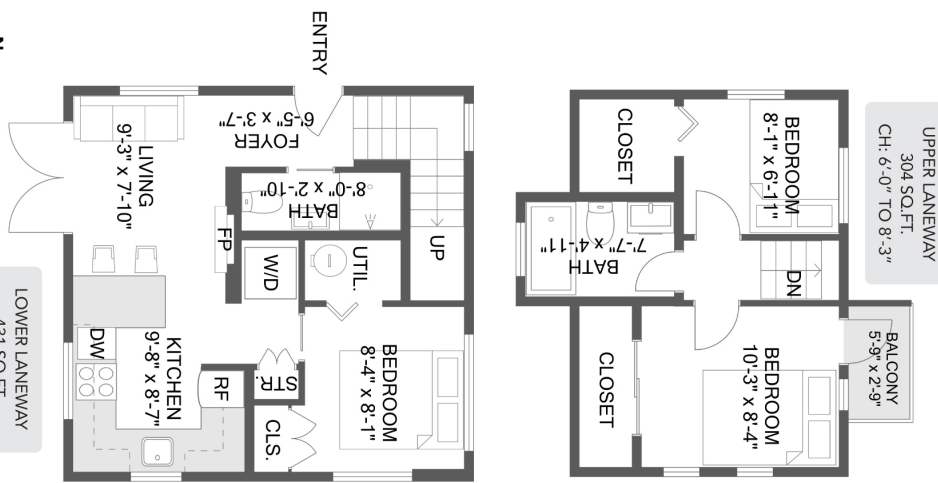 ENTRY
FOYER
6'-5" x 3'-7"
LIVING
9'-3" x 7'-10"
BATH
8'-0" x 2'-10"
UP
FP
W/D
UTIL.
DW
KITCHEN
9'-8" x 8'-7"
RF
STR.
CLS.
BEDROOM
8'-4" x 8'-1"
LOWER LANEWAY
431 SQ.FT.
N
CLOSET
BEDROOM
8'-1" x 6'-11"
BATH
7'-7" x 4'-11"
DN
CLOSET
BEDROOM
10'-3" x 8'-4"
BALCONY
5'-9" x 2'-9"
UPPER LANEWAY
304 SQ.FT.
CH: 6'-0" TO 8'-3"